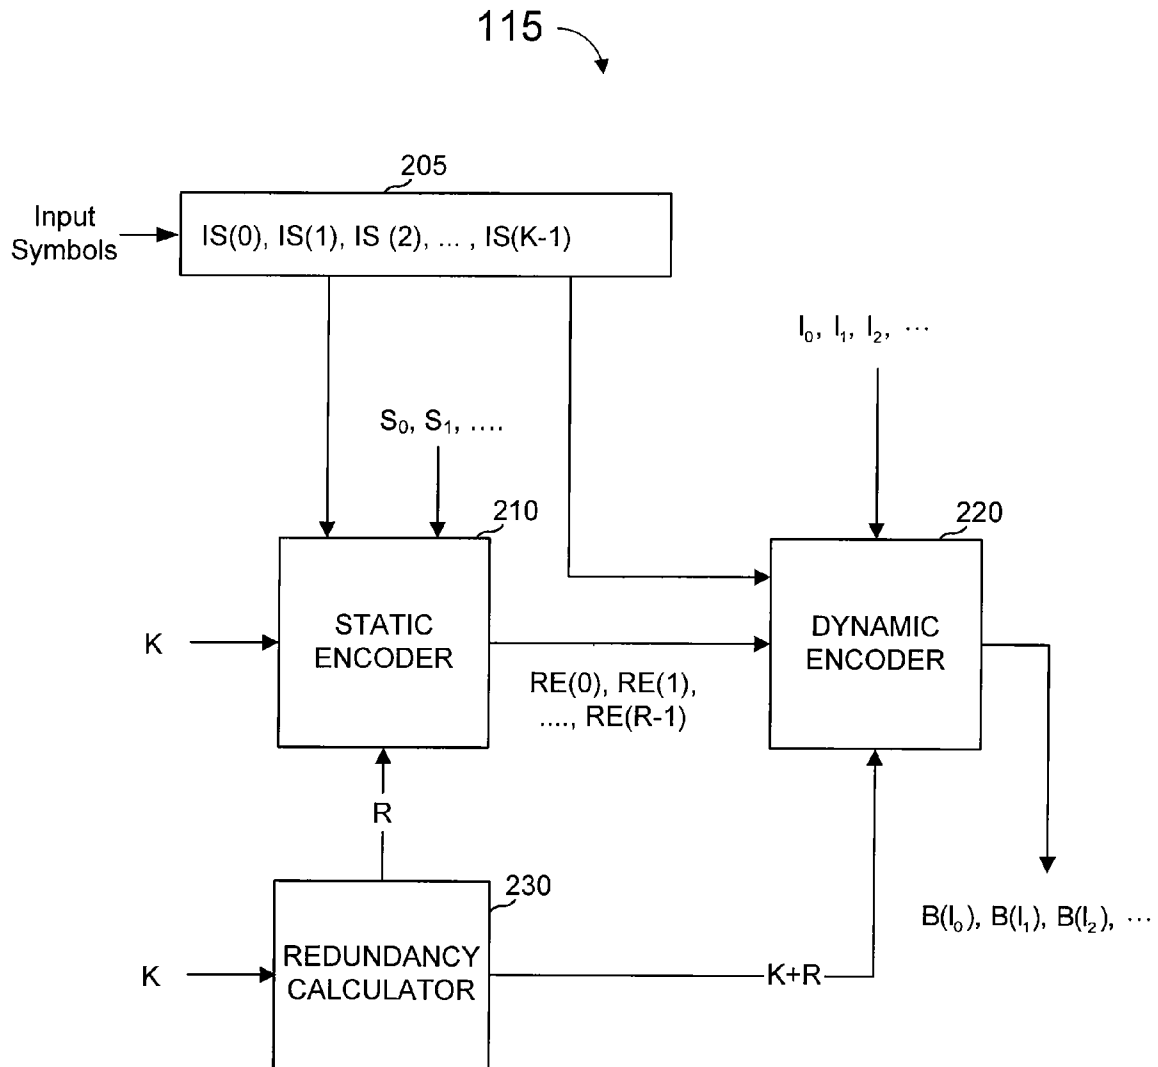 115
205
Input
Symbols
IS(0), IS(1), IS (2), ... , IS(K-1)
I₀, I₁, I₂, ...
S₀, S₁, ....
210
220
STATIC
ENCODER
DYNAMIC
ENCODER
K
RE(0), RE(1),
...., RE(R-1)
R
230
B(I₀), B(I₁), B(I₂), ...
REDUNDANCY
CALCULATOR
K
K+R